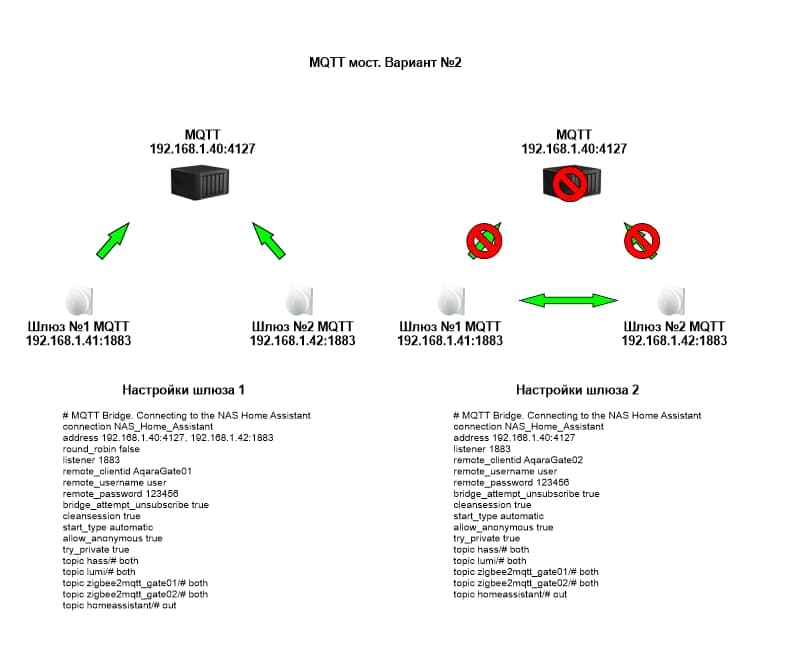 MQTT мост. Вариант №2
MQTT
192.168.1.40:4127
MQTT
192.168.1.40:4127
Шлюз №1 MQTT
192.168.1.41:1883
Шлюз №2 MQTT
192.168.1.42:1883
Шлюз №1 MQTT
192.168.1.41:1883
Шлюз №2 MQTT
192.168.1.42:1883
Настройки шлюза 1
# MQTT Bridge. Connecting to the NAS Home Assistant
connection NAS_Home_Assistant
address 192.168.1.40:4127, 192.168.1.42:1883
round_robin false
listener 1883
remote_clientid AqaraGate01
remote_username user
remote_password 123456
bridge_attempt_unsubscribe true
cleansession true
start_type automatic
allow_anonymous true
try_private true
topic hass/# both
topic lumi/# both
topic zigbee2mqtt_gate01/# both
topic zigbee2mqtt_gate02/# both
topic homeassistant/# out
Настройки шлюза 2
# MQTT Bridge. Connecting to the NAS Home Assistant
connection NAS_Home_Assistant
address 192.168.1.40:4127
listener 1883
remote_clientid AqaraGate02
remote_username user
remote_password 123456
bridge_attempt_unsubscribe true
cleansession true
start_type automatic
allow_anonymous true
try_private true
topic hass/# both
topic lumi/# both
topic zigbee2mqtt_gate01/# both
topic zigbee2mqtt_gate02/# both
topic homeassistant/# out